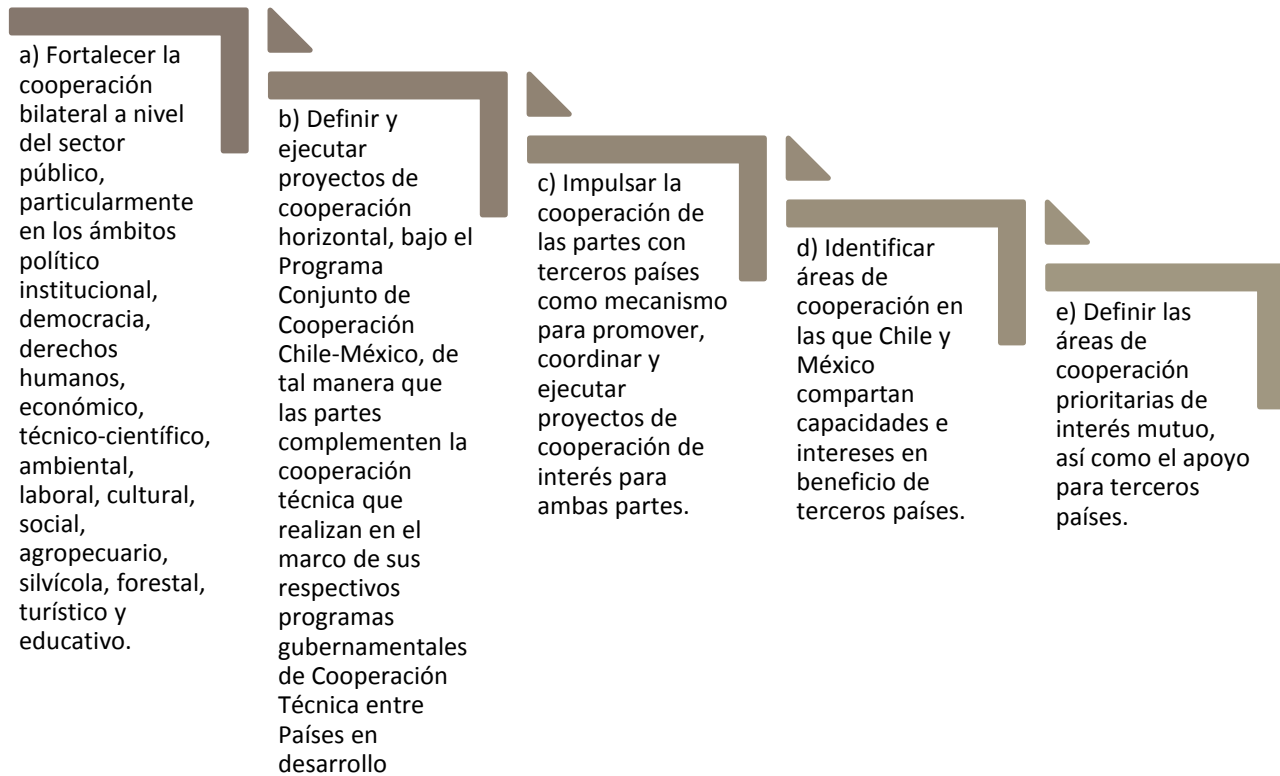 a) Fortalecer la
cooperación
bilateral a nivel
del sector
público,
particularmente
en los ámbitos
político
institucional,
democracia,
derechos
humanos,
económico,
técnico-científico,
ambiental,
laboral, cultural,
social,
agropecuario,
silvícola, forestal,
turístico y
educativo.
b) Definir y
ejecutar
proyectos de
cooperación
horizontal, bajo el
Programa
Conjunto de
Cooperación
Chile-México, de
tal manera que
las partes
complementen la
cooperación
técnica que
realizan en el
marco de sus
respectivos
programas
gubernamentales
de Cooperación
Técnica entre
Países en
desarrollo
c) Impulsar la
cooperación de
las partes con
terceros países
como mecanismo
para promover,
coordinar y
ejecutar
proyectos de
cooperación de
interés para
ambas partes.
d) Identificar
áreas de
cooperación en
las que Chile y
México
compartan
capacidades e
intereses en
beneficio de
terceros países.
e) Definir las
áreas de
cooperación
prioritarias de
interés mutuo,
así como el apoyo
para terceros
países.